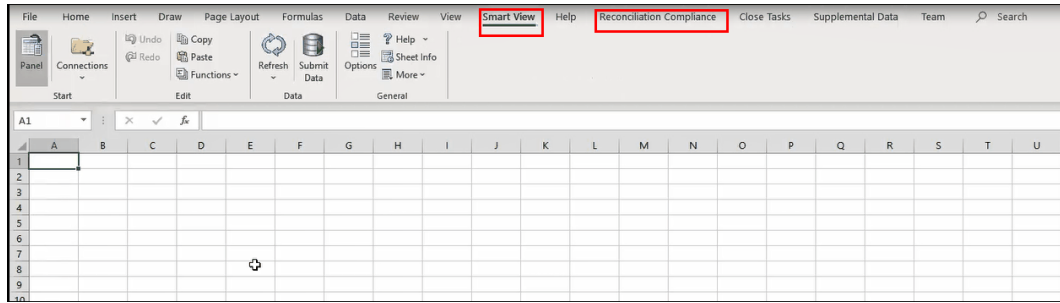 File Home Insert Draw Page Layout Formulas Data Review View Smart View Help Reconciliation Compliance Close Tasks Supplemental Data Team Search
Panel Connections Undo Redo Copy Paste Functions Refresh Submit Data Options Help Sheet Info More
Start Edit Data General
A1 fx
A B C D E F G H I J K L M N O P Q R S T U
1
2
3
4
5
6
7
8
9
10